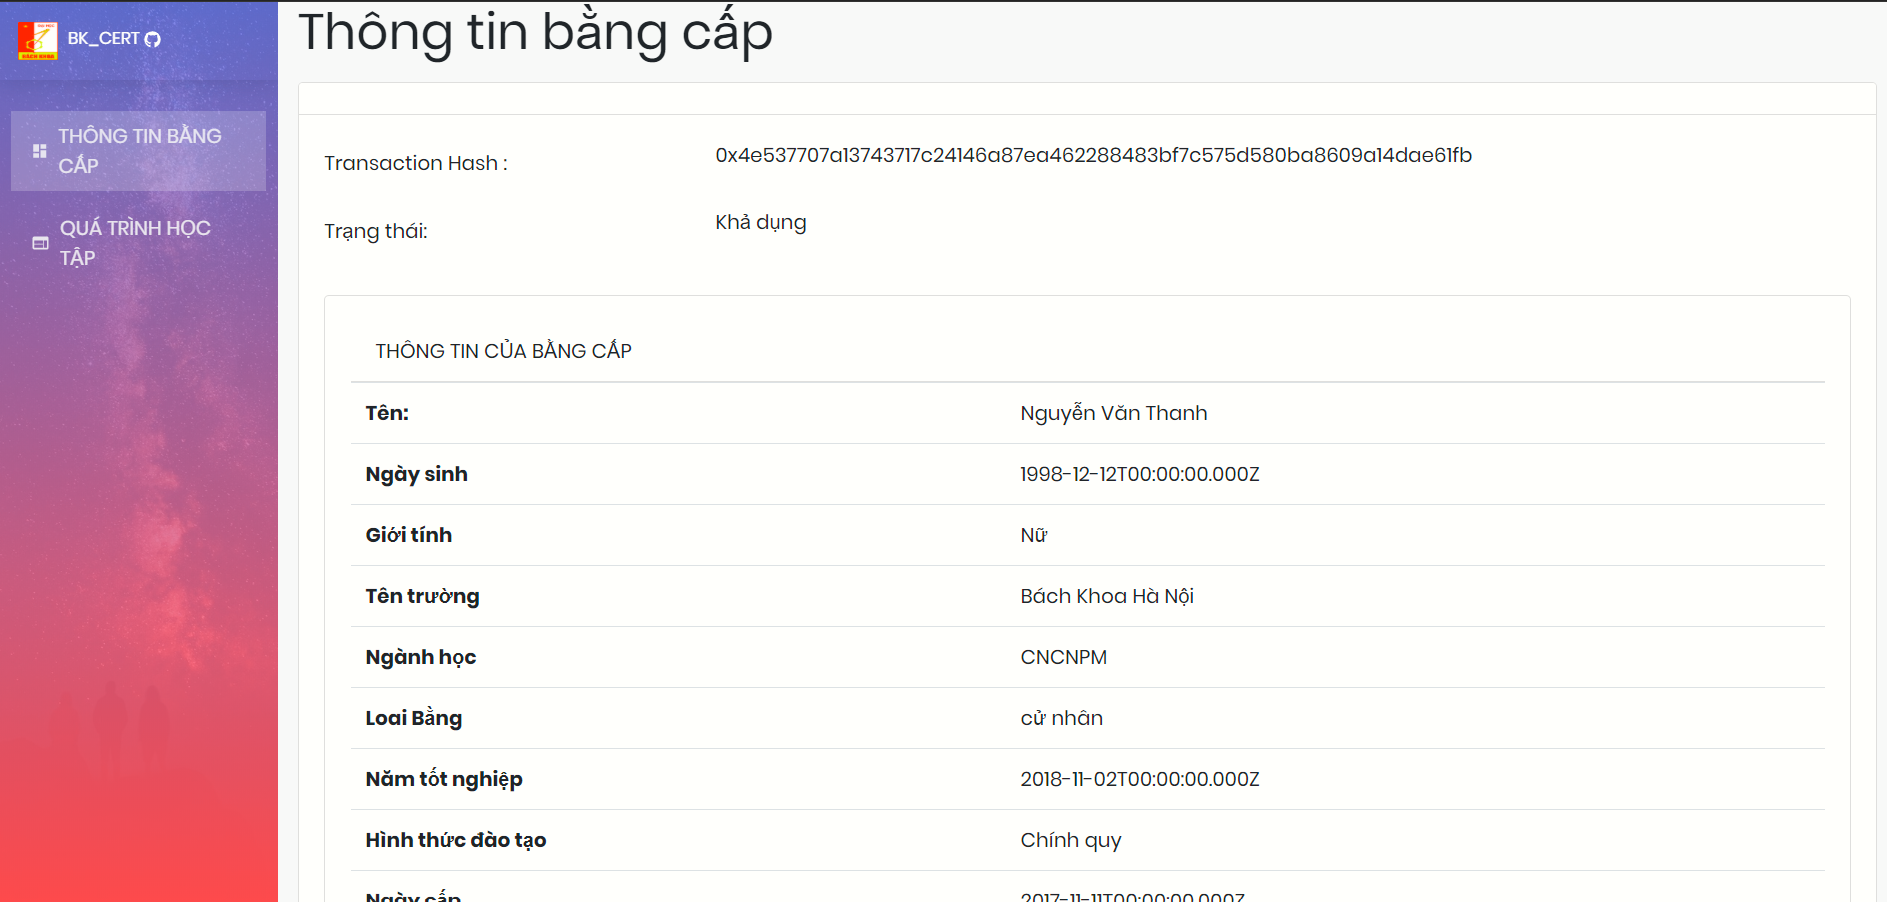 BK_CERT
THÔNG TIN BẰNG
CẤP
QUÁ TRÌNH HỌC
TẬP
Thông tin bằng cấp
Transaction Hash :
0x4e537707a13743717c24146a87ea462288483bf7c575d580ba8609a14dae61fb
Trạng thái:
Khả dụng
THÔNG TIN CỦA BẰNG CẤP
Tên: Nguyễn Văn Thanh
Ngày sinh 1998-12-12T00:00:00.000Z
Giới tính Nữ
Tên trường Bách Khoa Hà Nội
Ngành học CNCNPM
Loai Bằng cử nhân
Năm tốt nghiệp 2018-11-02T00:00:00.000Z
Hình thức đào tạo Chính quy
Ngày cấp 2017-11-11T00:00:00.000Z